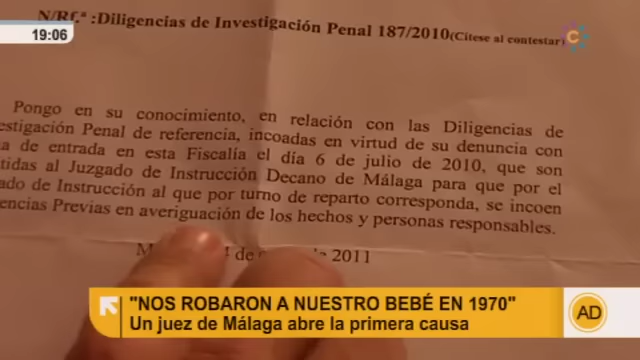 19:06
N/Rf.ª :Diligencias de Investigación Penal 187/2010(Cítese al contestar)
C
Pongo en su conocimiento, en relación con las Diligencias de
estigación Penal de referencia, incoadas en virtud de su denuncia con
a de entrada en esta Fiscalía el día 6 de julio de 2010, que son
tidas al Juzgado de Instrucción Decano de Málaga para que por el
ado de Instrucción al que por turno de reparto corresponda, se incoen
encias Previas en averiguación de los hechos y personas responsables.
de 2011
"NOS ROBARON A NUESTRO BEBÉ EN 1970"
Un juez de Málaga abre la primera causa
AD